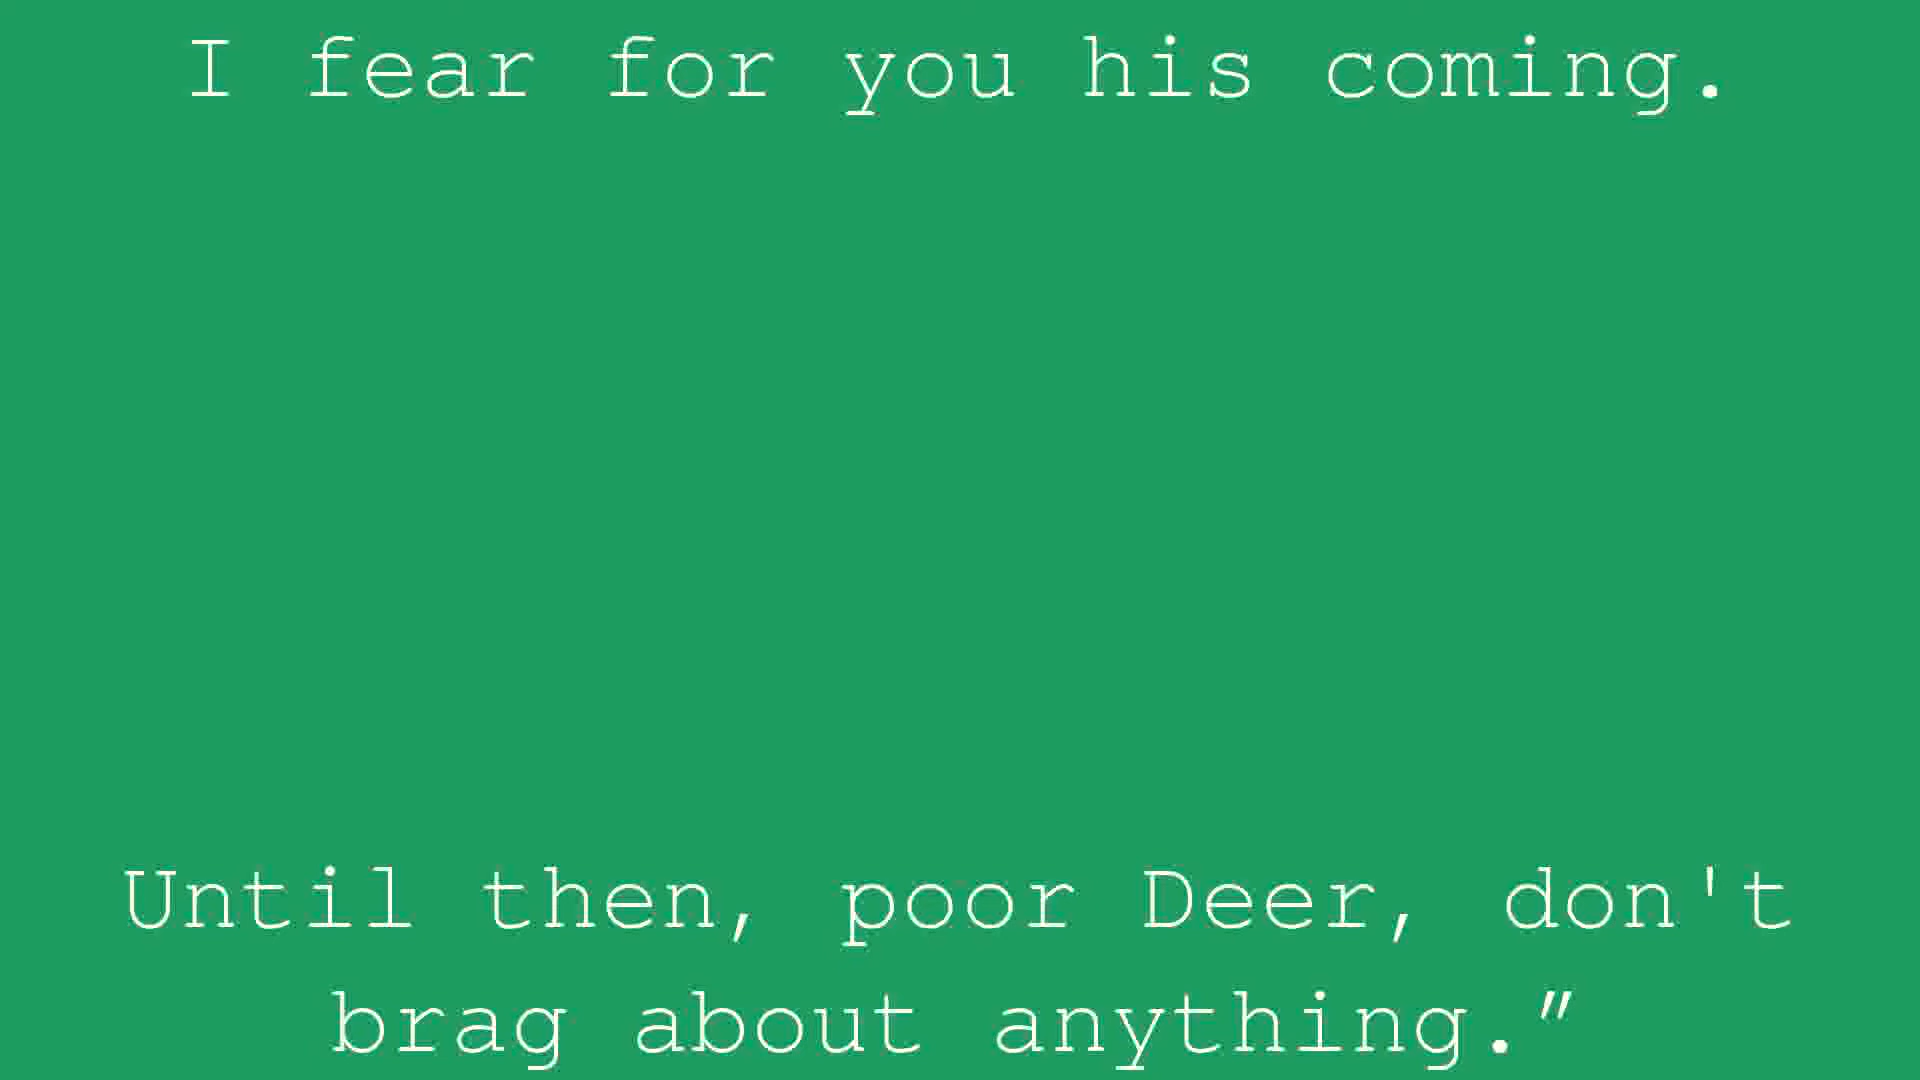 I fear for you his coming.
Until then, poor Deer, don't
brag about anything.”